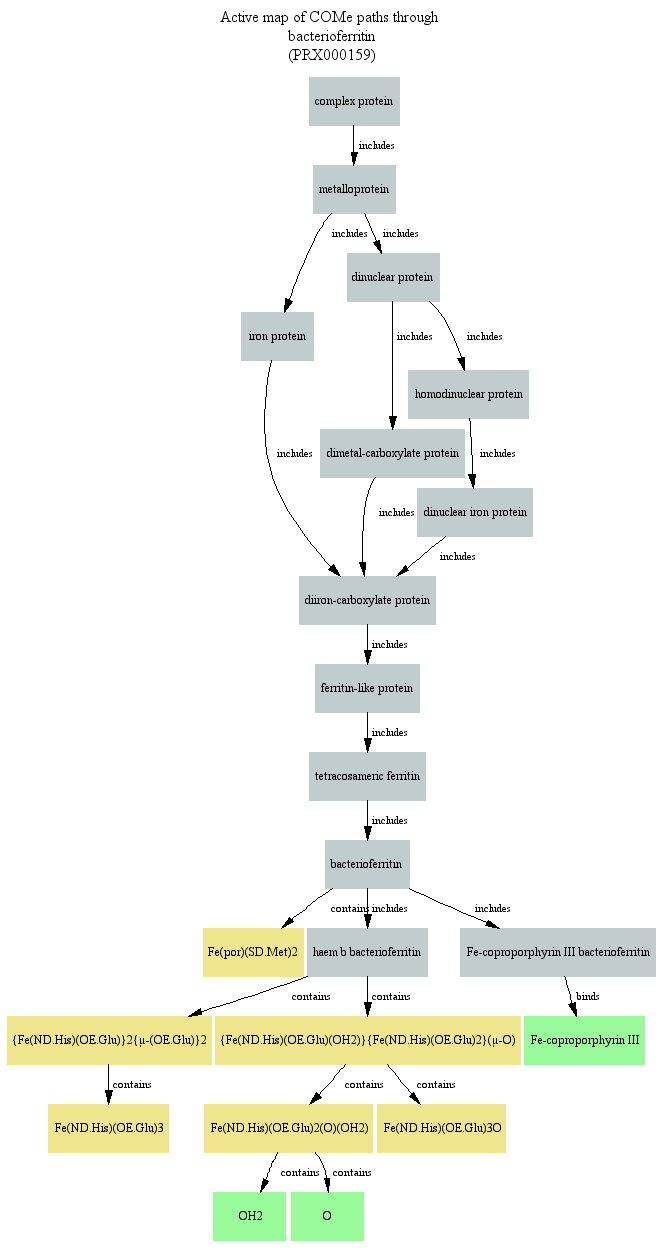 Active map of COMe paths through
bacterioferritin
(PRX000159)
complex protein
includes
metalloprotein
includes
includes
dinuclear protein
iron protein
includes
includes
homodinuclear protein
includes
dimetal-carboxylate protein
includes
includes
dinuclear iron protein
includes
diiron-carboxylate protein
includes
ferritin-like protein
includes
tetracosameric ferritin
includes
bacterioferritin
contains
includes
includes
Fe(por)(SD.Met)2
haem b bacterioferritin
Fe-coproporphyrin III bacterioferritin
contains
contains
binds
{Fe(ND.His)(OE.Glu)}2{μ-(OE.Glu)}2
{Fe(ND.His)(OE.Glu)(OH2)}{Fe(ND.His)(OE.Glu)2}(μ-O)
Fe-coproporphyrin III
contains
contains
contains
Fe(ND.His)(OE.Glu)3
Fe(ND.His)(OE.Glu)2(O)(OH2)
Fe(ND.His)(OE.Glu)3O
contains
contains
OH2
O